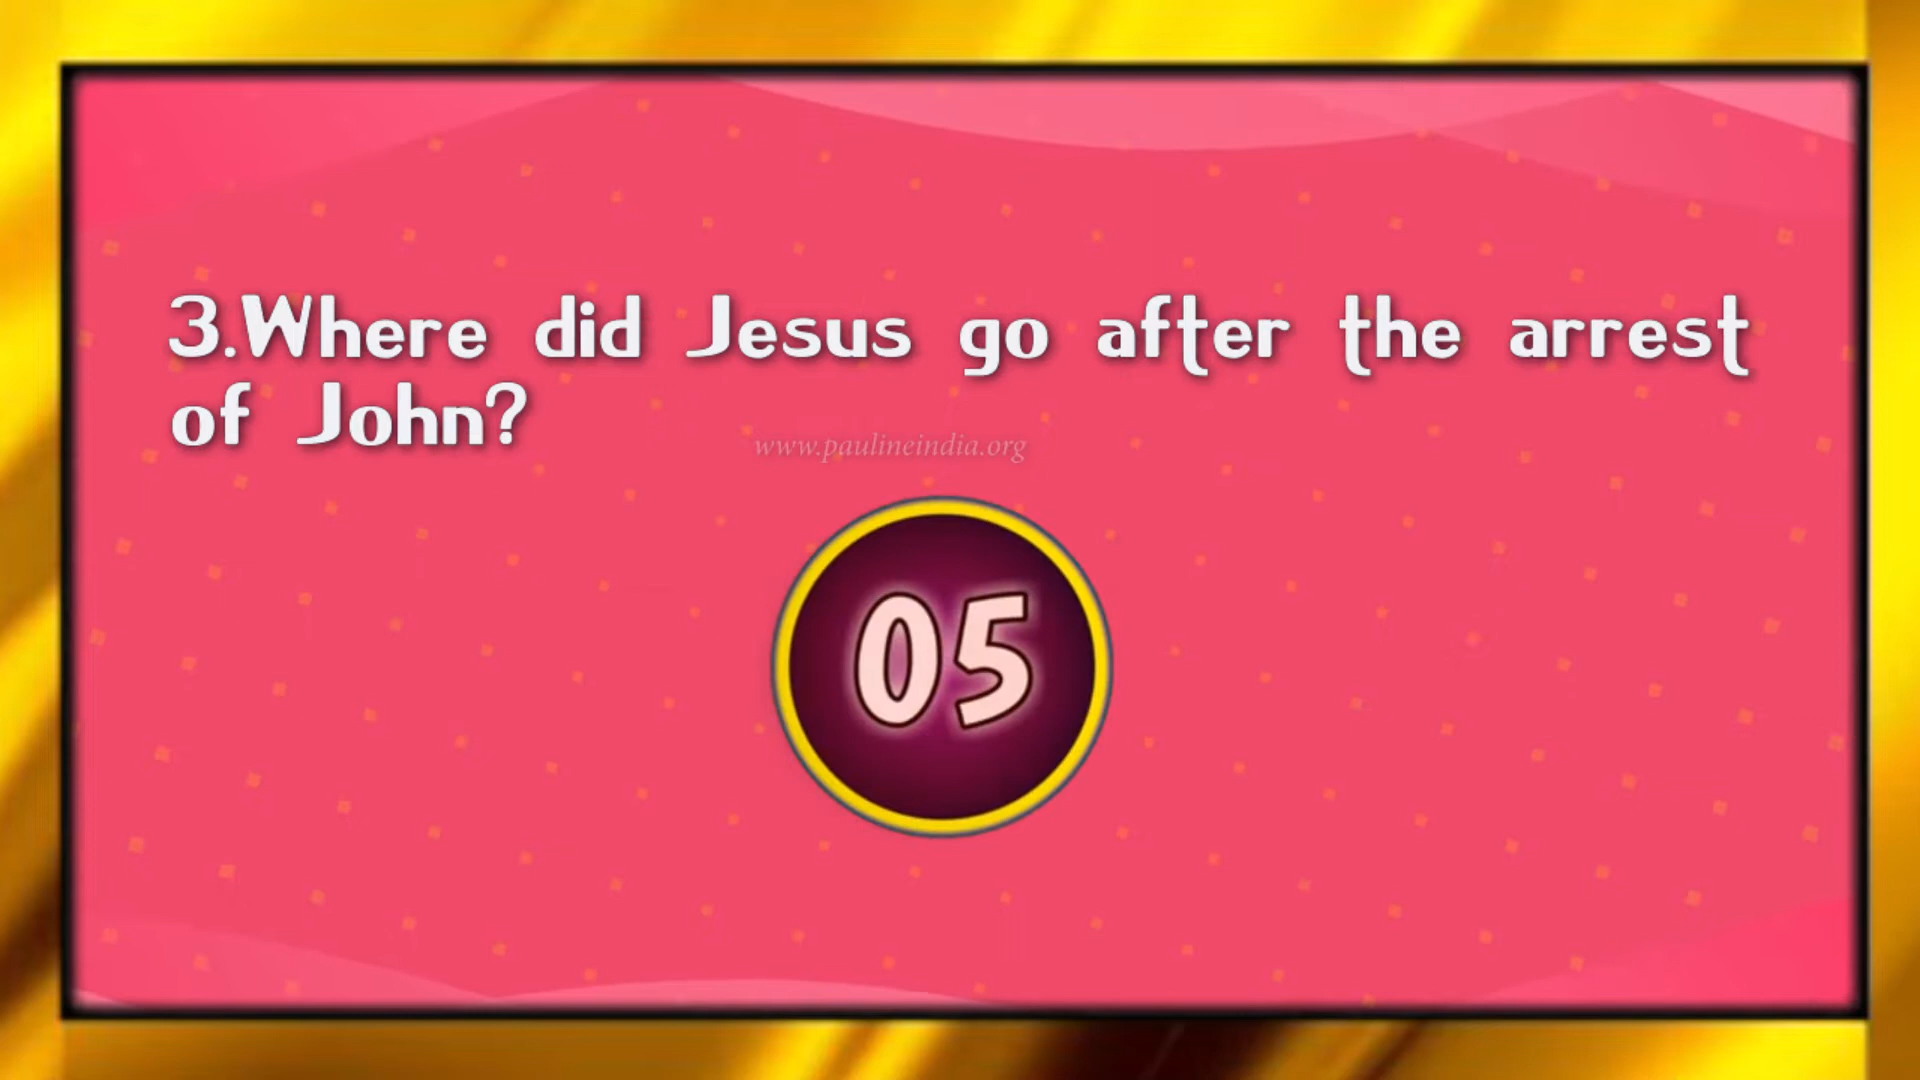 3.Where did Jesus go after the arrest
of John?
www.paulineindia.org
05